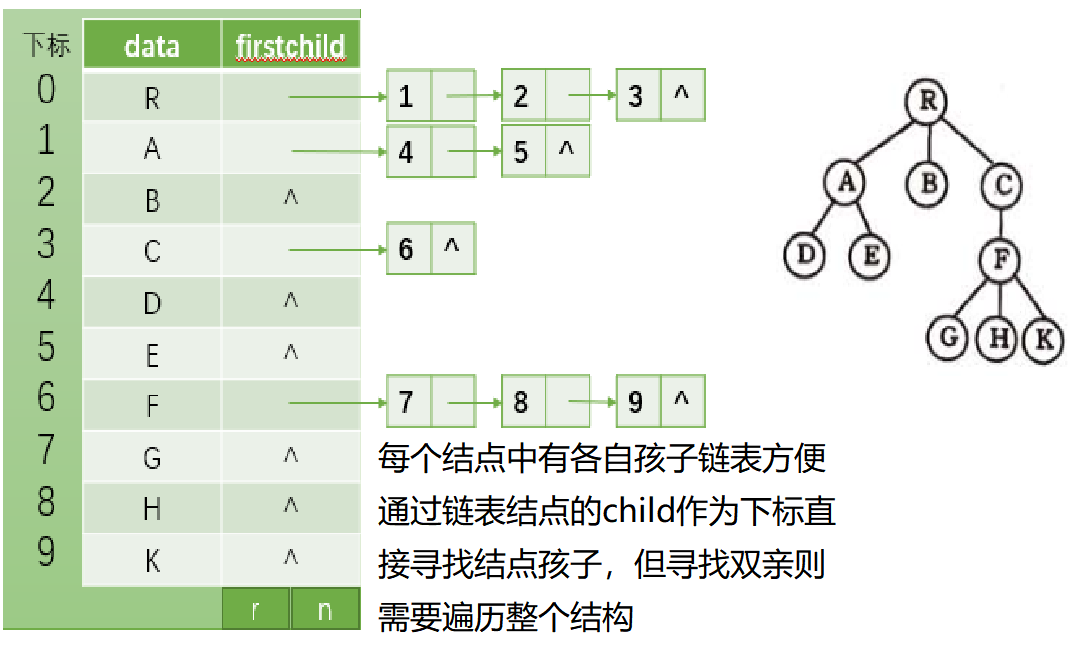 下标 data firstchild
0 R 1 2 3 ^
1 A 4 5 ^
2 B ^
3 C 6 ^
4 D ^
5 E ^
6 F 7 8 9 ^
7 G ^
8 H ^
9 K ^
r n
每个结点中有各自孩子链表方便
通过链表结点的child作为下标直
接寻找结点孩子，但寻找双亲则
需要遍历整个结构
R
A B C
D E F
G H K